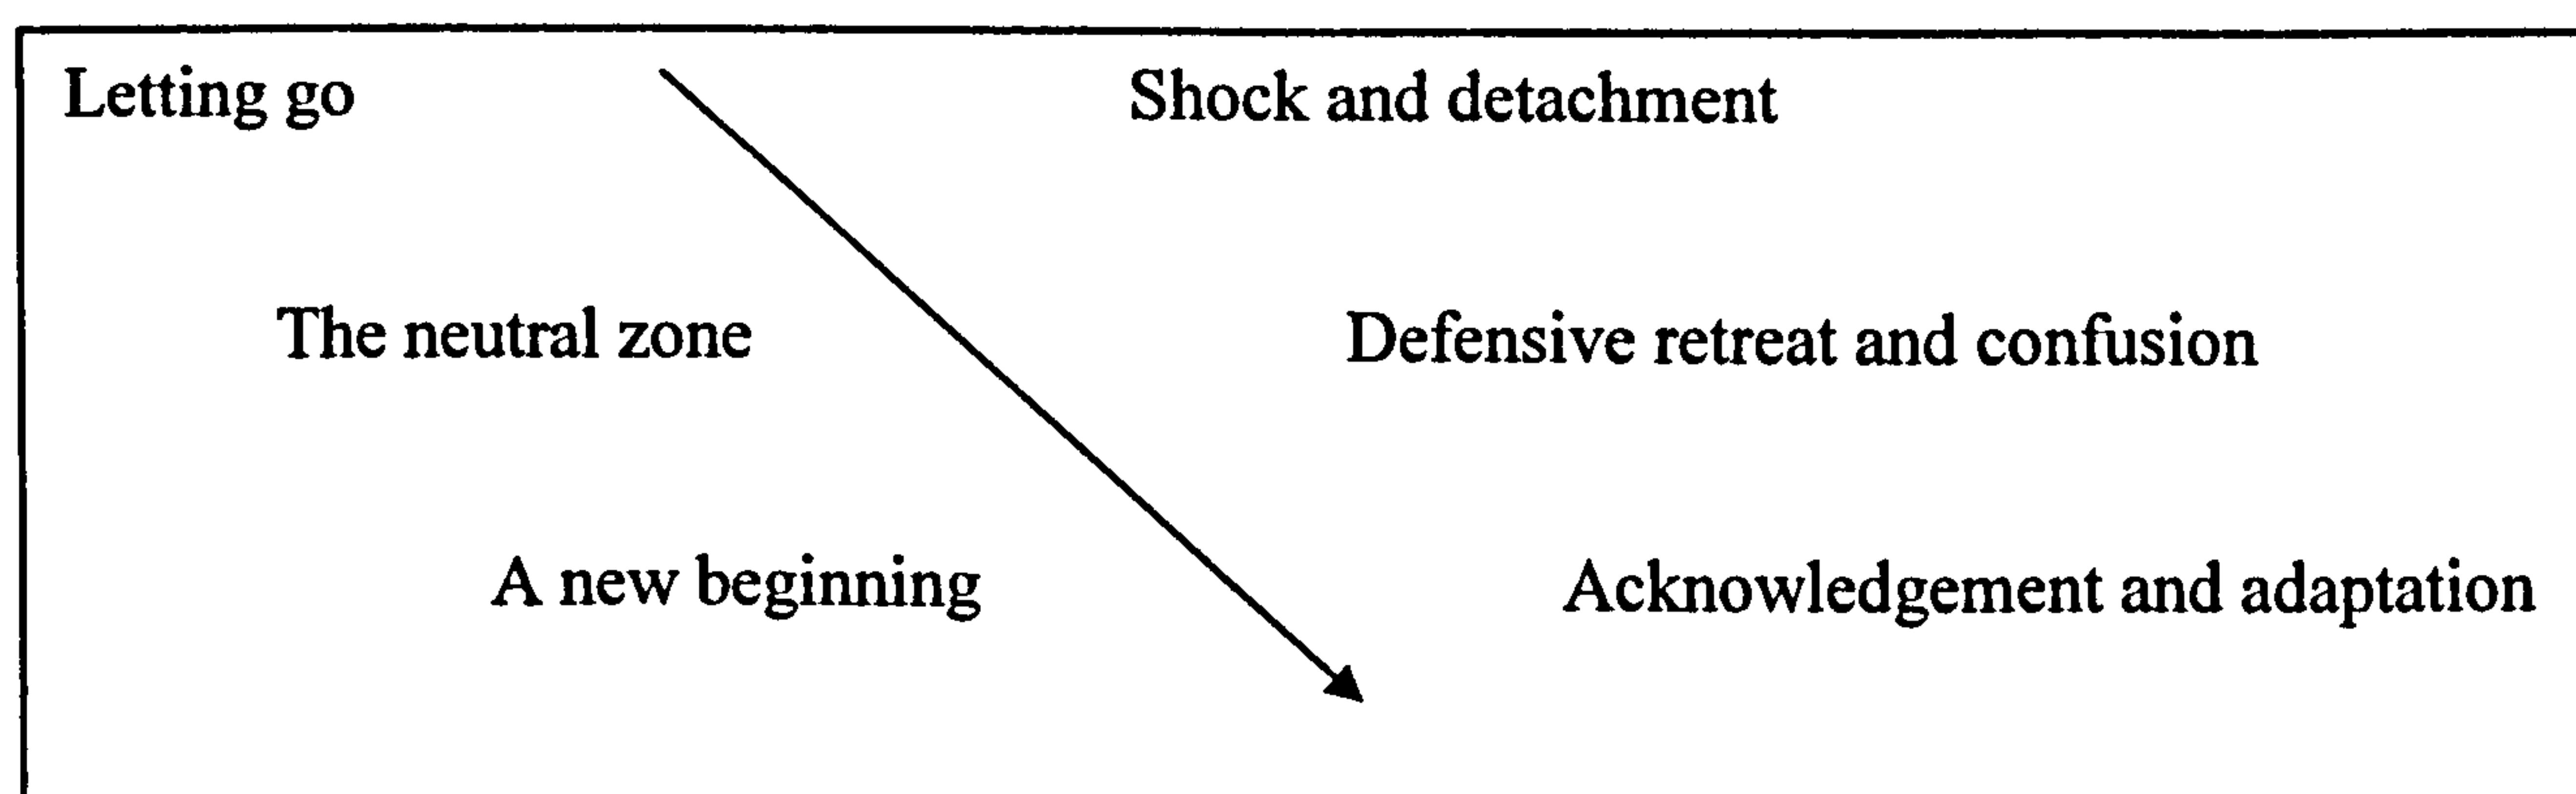 Letting go Shock and detachment
The neutral zone Defensive retreat and confusion
A new beginning Acknowledgement and adaptation